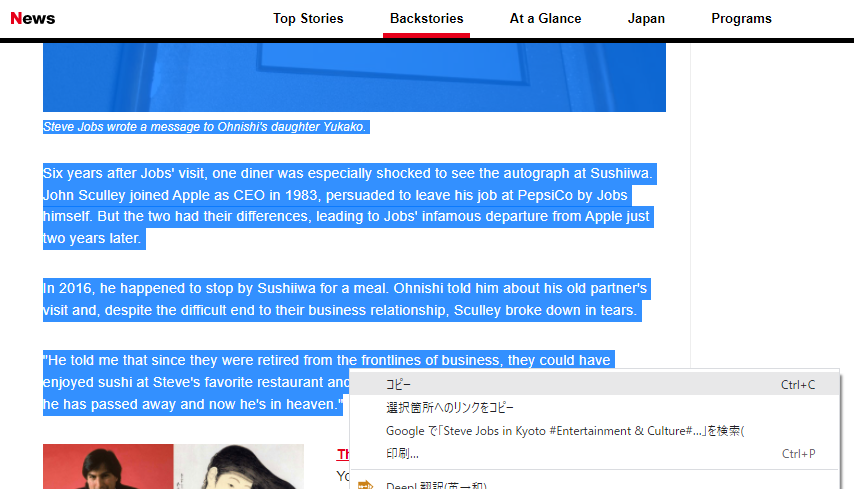 News
Top Stories
Backstories
At a Glance
Japan
Programs
Steve Jobs wrote a message to Ohnishi's daughter Yukako.
Six years after Jobs' visit, one diner was especially shocked to see the autograph at Sushiiwa.
John Sculley joined Apple as CEO in 1983, persuaded to leave his job at PepsiCo by Jobs
himself. But the two had their differences, leading to Jobs' infamous departure from Apple just
two years later.
In 2016, he happened to stop by Sushiiwa for a meal. Ohnishi told him about his old partner's
visit and, despite the difficult end to their business relationship, Sculley broke down in tears.
"He told me that since they were retired from the frontlines of business, they could have
enjoyed sushi at Steve's favorite restaurant and
he has passed away and now he's in heaven."
コピー Ctrl+C
選択箇所へのリンクをコピー
Google で「Steve Jobs in Kyoto #Entertainment & Culture#...」を検索(
印刷... Ctrl+P
DeepL翻訳(英→和)